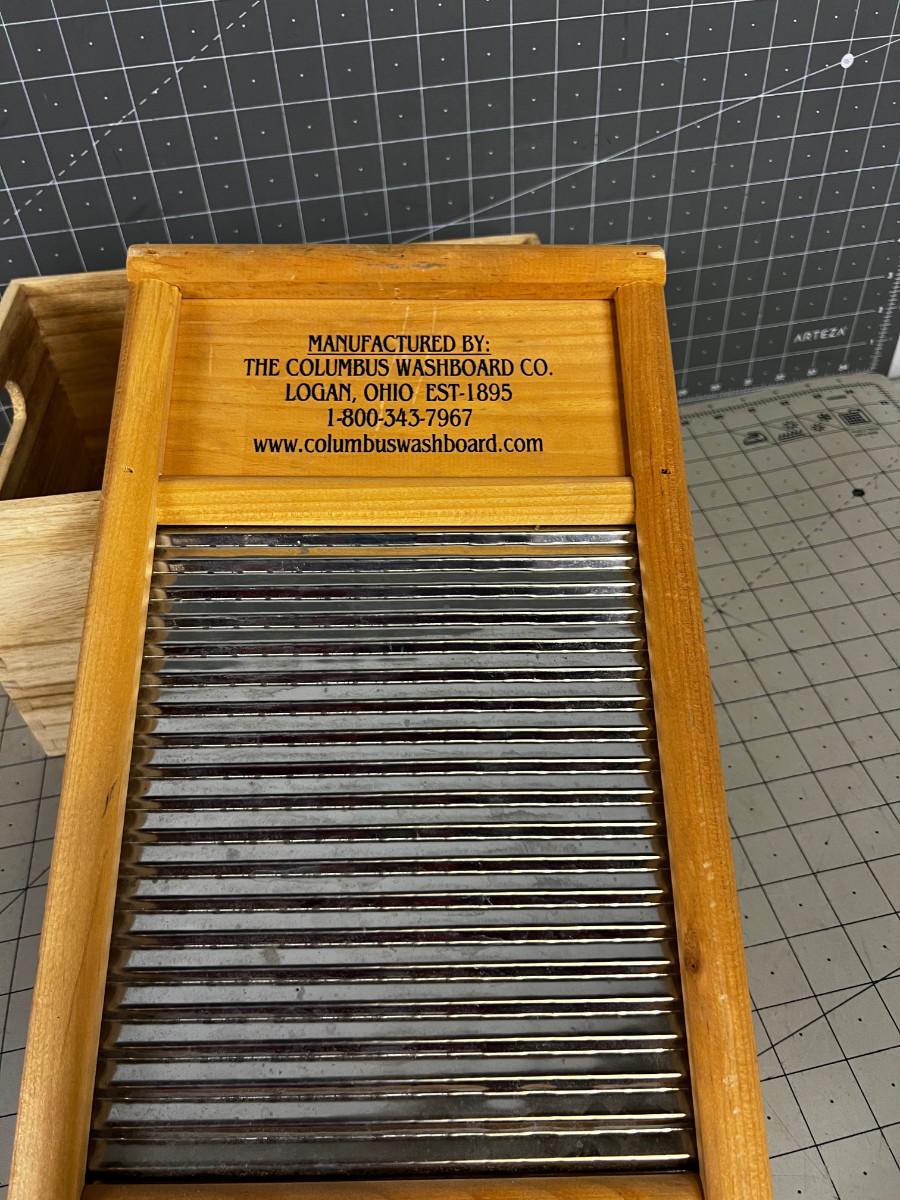 MANUFACTURED BY:
THE COLUMBUS WASHBOARD CO.
LOGAN, OHIO EST-1895
1-800-343-7967
www.columbuswashboard.com
ARTEZA